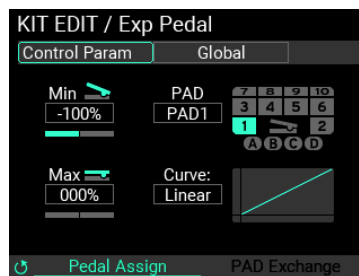 KIT EDIT / Exp Pedal
Control Param Global
Min PAD 7 8 9 10
-100% PAD1 3 4 5 6
1 2
A B C D
Max Curve:
000% Linear
Pedal Assign PAD Exchange